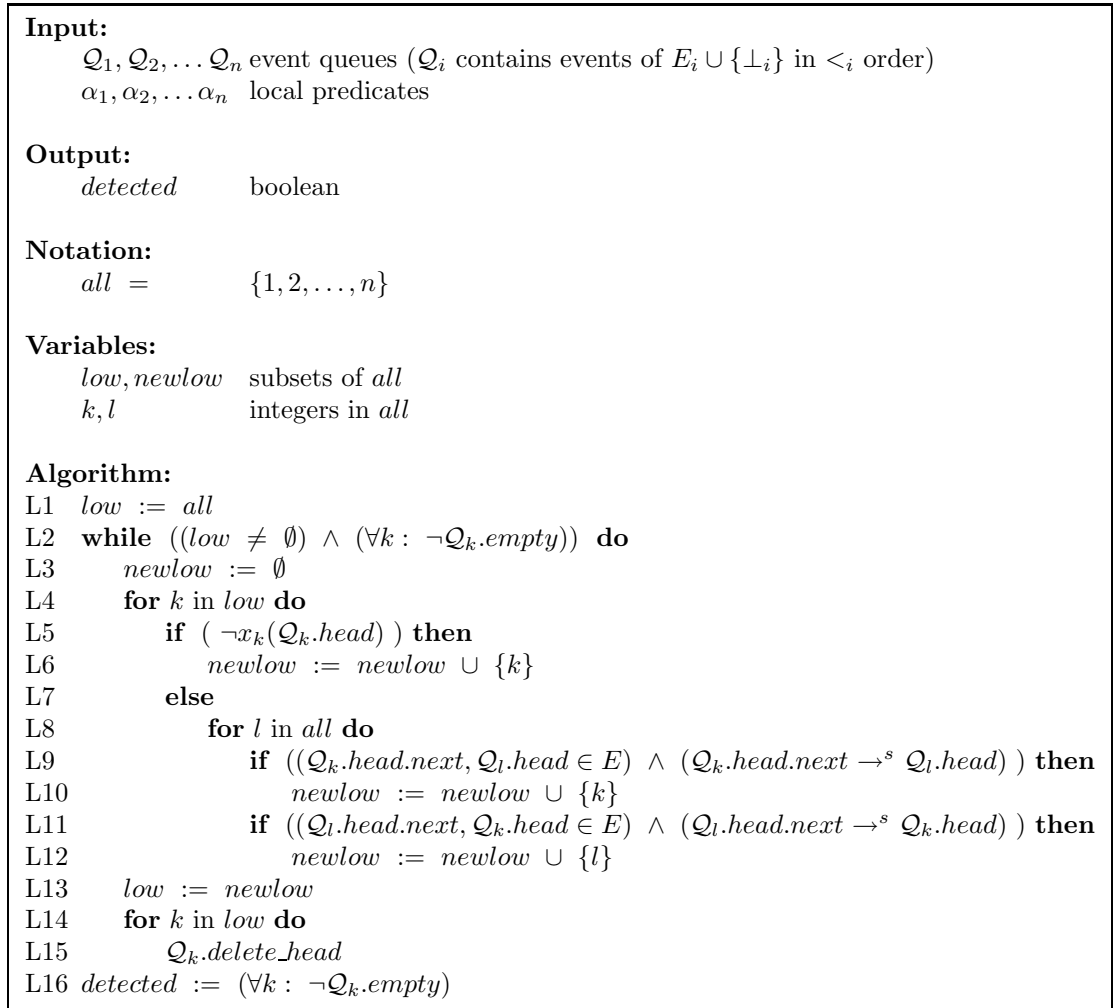 Input:
𝒬₁, 𝒬₂, … 𝒬ₙ event queues (𝒬ᵢ contains events of Eᵢ ∪ {⊥ᵢ} in <ᵢ order)
α₁, α₂, … αₙ local predicates
Output:
detected boolean
Notation:
all = {1, 2, …, n}
Variables:
low, newlow subsets of all
k, l integers in all
Algorithm:
L1 low := all
L2 while ((low ≠ ∅) ∧ (∀k : ¬𝒬ₖ.empty)) do
L3 newlow := ∅
L4 for k in low do
L5 if ( ¬xₖ(𝒬ₖ.head) ) then
L6 newlow := newlow ∪ {k}
L7 else
L8 for l in all do
L9 if ((𝒬ₖ.head.next, 𝒬ₗ.head ∈ E) ∧ (𝒬ₖ.head.next →ˢ 𝒬ₗ.head) ) then
L10 newlow := newlow ∪ {k}
L11 if ((𝒬ₗ.head.next, 𝒬ₖ.head ∈ E) ∧ (𝒬ₗ.head.next →ˢ 𝒬ₖ.head) ) then
L12 newlow := newlow ∪ {l}
L13 low := newlow
L14 for k in low do
L15 𝒬ₖ.delete_head
L16 detected := (∀k : ¬𝒬ₖ.empty)